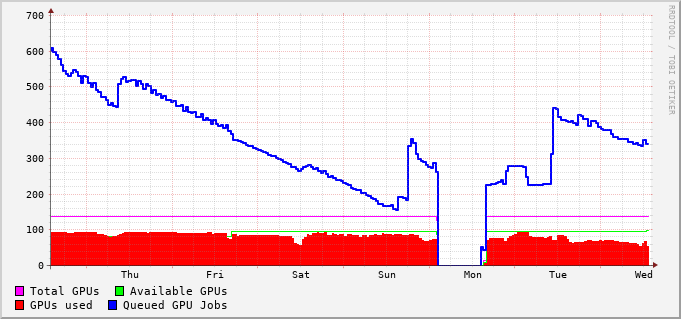 700
600
500
400
300
200
100
0
Thu Fri Sat Sun Mon Tue Wed
Total GPUs Available GPUs
GPUs used Queued GPU Jobs
RRDTOOL / TOBI OETIKER